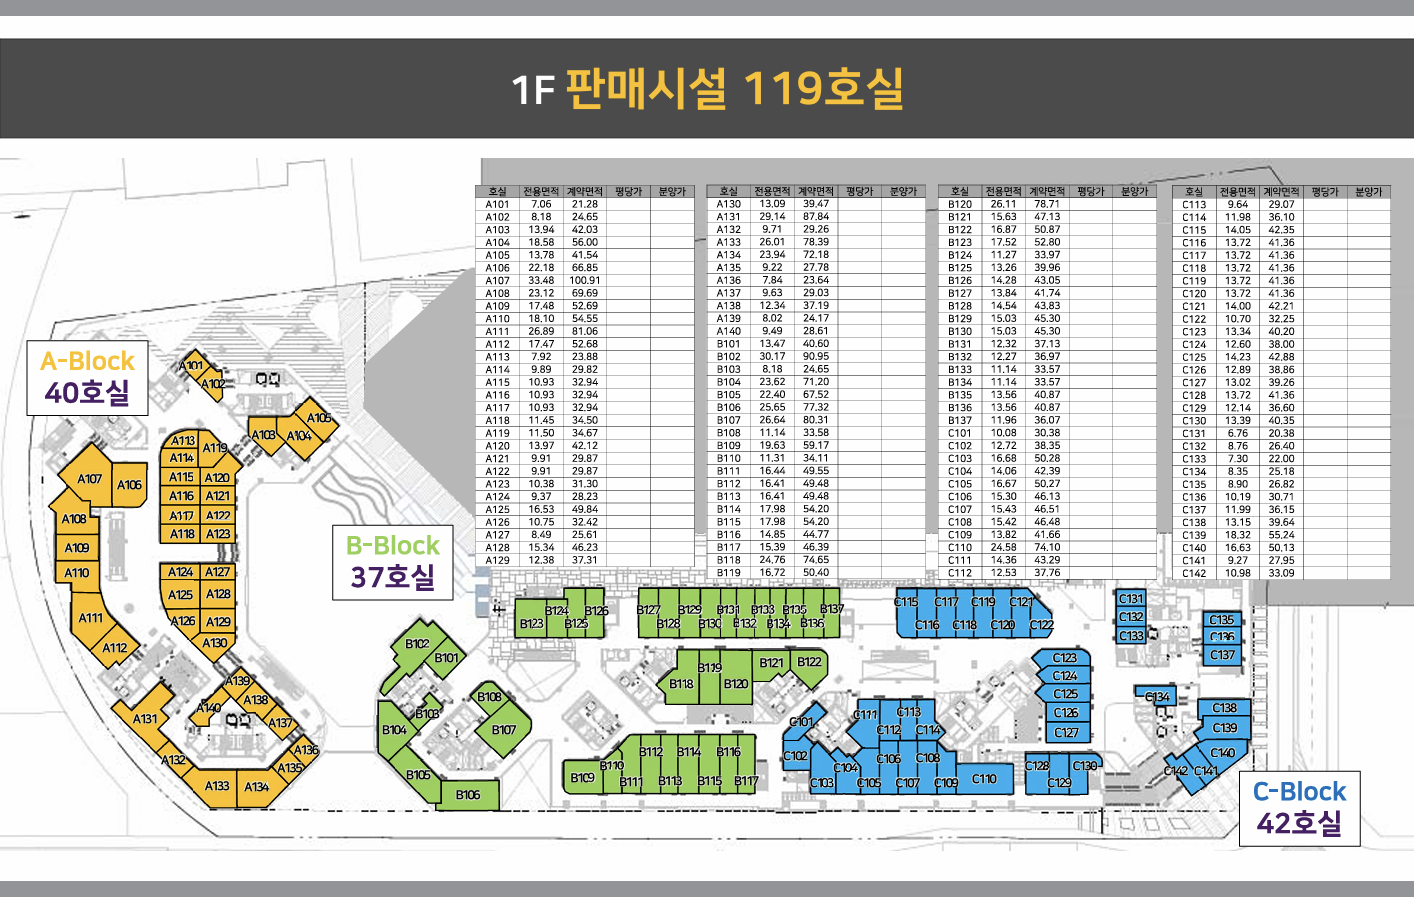 1F 판매시설 119호실
호실 전용면적 계약면적 평당가 분양가
A101 7.06 21.28
A102 8.18 24.65
A103 13.94 42.03
A104 18.58 56.00
A105 13.78 41.54
A106 22.18 66.85
A107 33.48 100.91
A108 23.12 69.69
A109 17.48 52.69
A110 18.10 54.55
A111 26.89 81.06
A112 17.47 52.68
A113 7.92 23.88
A114 9.89 29.82
A115 10.93 32.94
A116 10.93 32.94
A117 10.93 32.94
A118 11.45 34.50
A119 11.50 34.67
A120 13.97 42.12
A121 9.91 29.87
A122 9.91 29.87
A123 10.38 31.30
A124 9.37 28.23
A125 16.53 49.84
A126 10.75 32.42
A127 8.49 25.61
A128 15.34 46.23
A129 12.38 37.31
호실 전용면적 계약면적 평당가 분양가
A130 13.09 39.47
A131 29.14 87.84
A132 9.71 29.26
A133 26.01 78.39
A134 23.94 72.18
A135 9.22 27.78
A136 7.84 23.64
A137 9.63 29.03
A138 12.34 37.19
A139 8.02 24.17
A140 9.49 28.61
B101 13.47 40.60
B102 30.17 90.95
B103 8.18 24.65
B104 23.62 71.20
B105 22.40 67.52
B106 25.65 77.32
B107 26.64 80.31
B108 11.14 33.58
B109 19.63 59.17
B110 11.31 34.11
B111 16.44 49.55
B112 16.41 49.48
B113 16.41 49.48
B114 17.98 54.20
B115 17.98 54.20
B116 14.85 44.77
B117 15.39 46.39
B118 24.76 74.65
B119 16.72 50.40
호실 전용면적 계약면적 평당가 분양가
B120 26.11 78.71
B121 15.63 47.13
B122 16.87 50.87
B123 17.52 52.80
B124 11.27 33.97
B125 13.26 39.96
B126 14.28 43.05
B127 13.84 41.74
B128 14.54 43.83
B129 15.03 45.30
B130 15.03 45.30
B131 12.32 37.13
B132 12.27 36.97
B133 11.14 33.57
B134 11.14 33.57
B135 13.56 40.87
B136 13.56 40.87
B137 11.96 36.07
C101 10.08 30.38
C102 12.72 38.35
C103 16.68 50.28
C104 14.06 42.39
C105 16.67 50.27
C106 15.30 46.13
C107 15.43 46.51
C108 15.42 46.48
C109 13.82 41.66
C110 24.58 74.10
C111 14.36 43.29
C112 12.53 37.76
호실 전용면적 계약면적 평당가 분양가
C113 9.64 29.07
C114 11.98 36.10
C115 14.05 42.35
C116 13.72 41.36
C117 13.72 41.36
C118 13.72 41.36
C119 13.72 41.36
C120 13.72 41.36
C121 14.00 42.21
C122 10.70 32.25
C123 13.34 40.20
C124 12.60 38.00
C125 14.23 42.88
C126 12.89 38.86
C127 13.02 39.26
C128 13.72 41.36
C129 12.14 36.60
C130 13.39 40.35
C131 6.76 20.38
C132 8.76 26.40
C133 7.30 22.00
C134 8.35 25.18
C135 8.90 26.82
C136 10.19 30.71
C137 11.99 36.15
C138 13.15 39.64
C139 18.32 55.24
C140 16.63 50.13
C141 9.27 27.95
C142 10.98 33.09
A-Block
40호실
A101
A102
A103
A104
A105
A106
A107
A108
A109
A110
A111
A112
A113
A114
A115
A116
A117
A118
A119
A120
A121
A122
A123
A124
A125
A126
A127
A128
A129
A130
A131
A132
A133
A134
A135
A136
A137
A138
A139
A140
B-Block
37호실
B101
B102
B103
B104
B105
B106
B107
B108
B109
B110
B111
B112
B113
B114
B115
B116
B117
B118
B119
B120
B121
B122
B123
B124
B125
B126
B127
B128
B129
B130
B131
B132
B133
B134
B135
B136
B137
C101
C102
C103
C104
C105
C106
C107
C108
C109
C110
C111
C112
C113
C114
C115
C116
C117
C118
C119
C120
C121
C122
C123
C124
C125
C126
C127
C128
C129
C130
C131
C132
C133
C134
C135
C136
C137
C138
C139
C140
C141
C142
C-Block
42호실